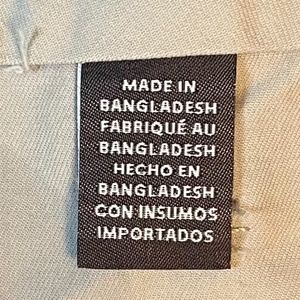 MADE IN
BANGLADESH
FABRIQUÉ AU
BANGLADESH
HECHO EN
BANGLADESH
CON INSUMOS
IMPORTADOS